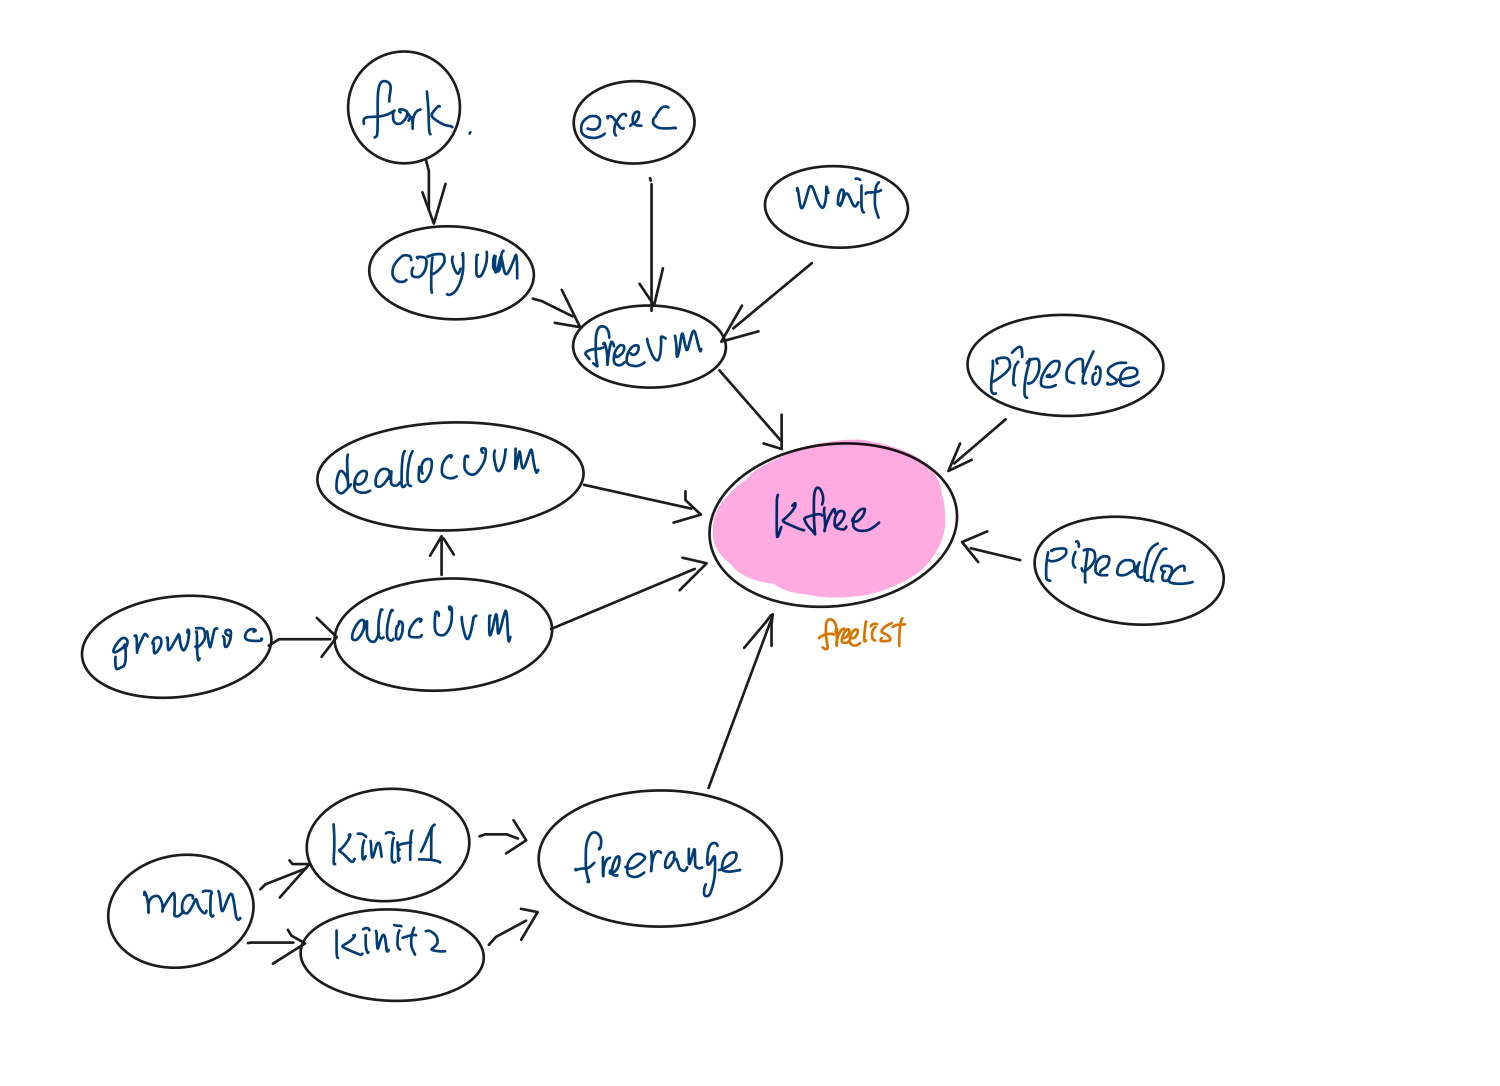 fork.
exec
wait
copyuvm
freevm
pipeclose
deallocuvm
kfree
pipealloc
growproc
allocuvm
freelist
kinit1
freerange
main
kinit2